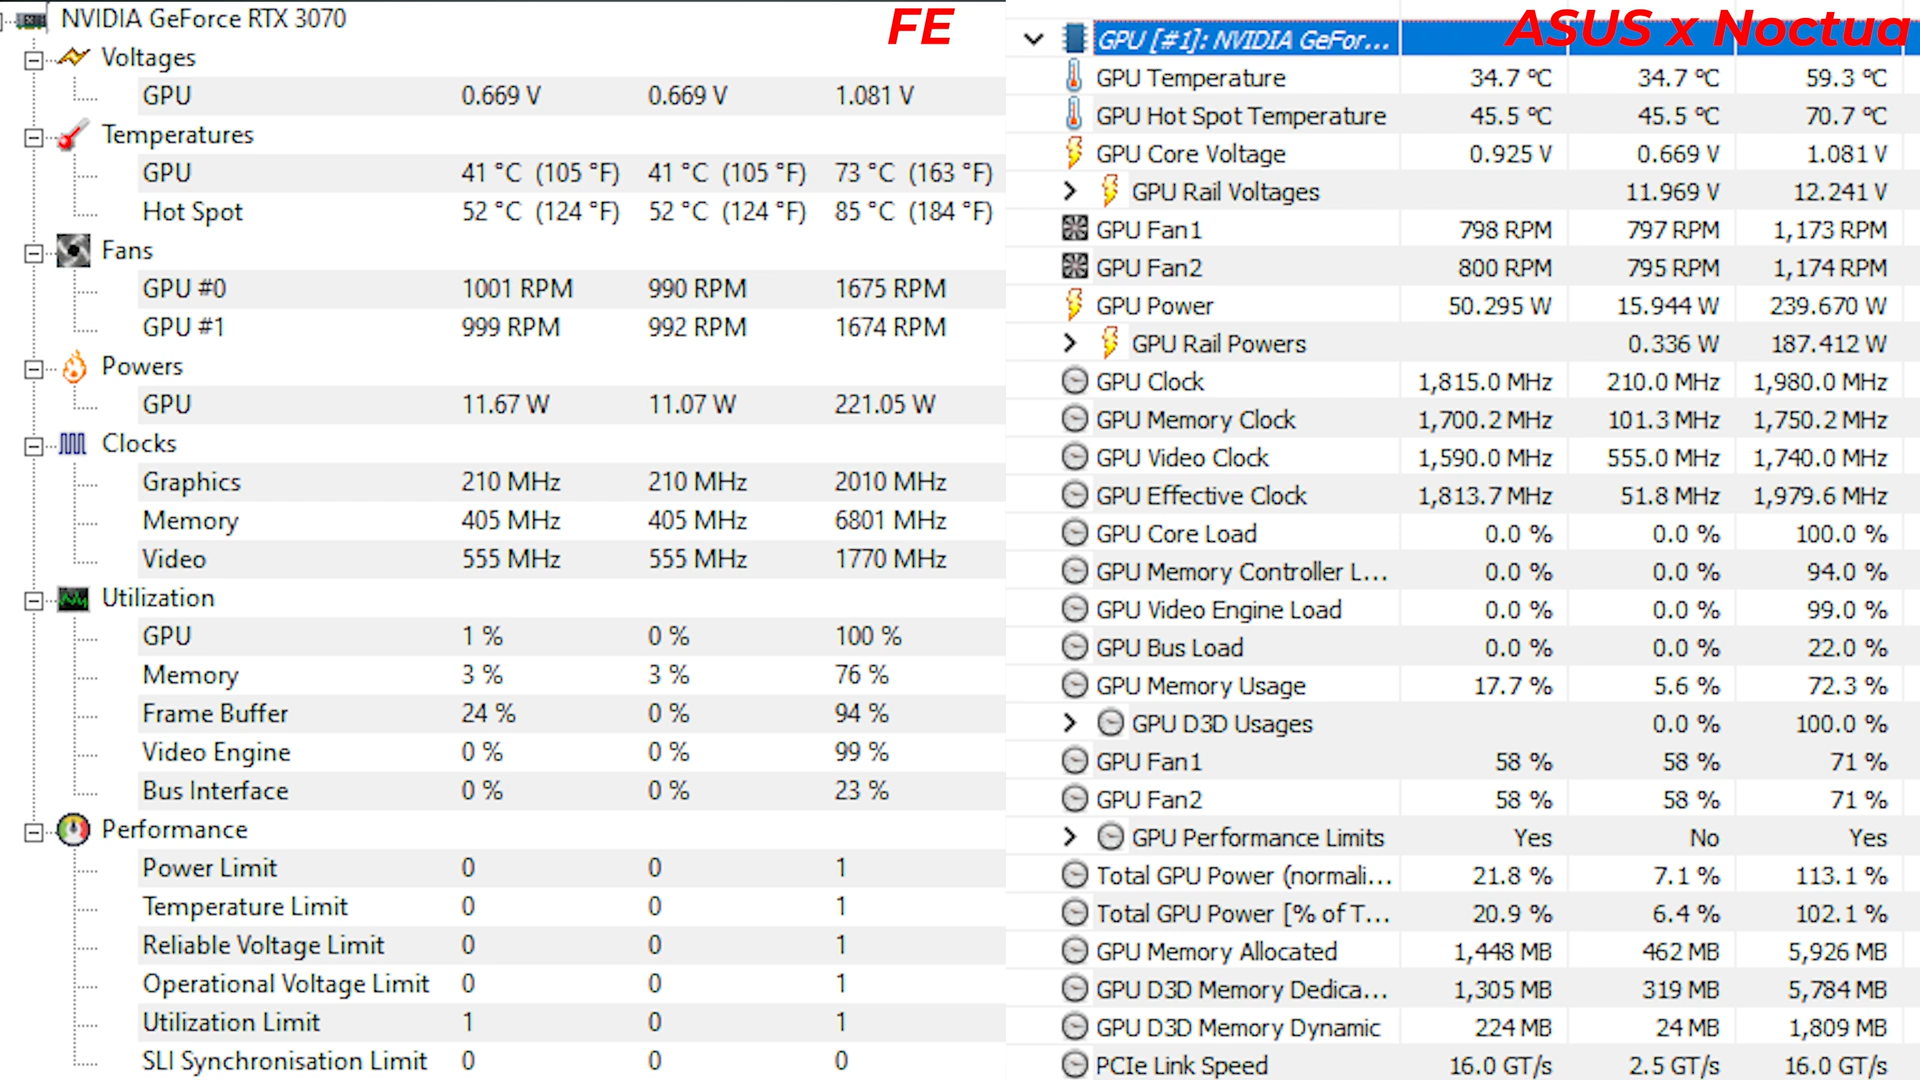 NVIDIA GeForce RTX 3070
FE
Voltages
GPU 0.669 V 0.669 V 1.081 V
Temperatures
GPU 41 °C (105 °F) 41 °C (105 °F) 73 °C (163 °F)
Hot Spot 52 °C (124 °F) 52 °C (124 °F) 85 °C (184 °F)
Fans
GPU #0 1001 RPM 990 RPM 1675 RPM
GPU #1 999 RPM 992 RPM 1674 RPM
Powers
GPU 11.67 W 11.07 W 221.05 W
Clocks
Graphics 210 MHz 210 MHz 2010 MHz
Memory 405 MHz 405 MHz 6801 MHz
Video 555 MHz 555 MHz 1770 MHz
Utilization
GPU 1 % 0 % 100 %
Memory 3 % 3 % 76 %
Frame Buffer 24 % 0 % 94 %
Video Engine 0 % 0 % 99 %
Bus Interface 0 % 0 % 23 %
Performance
Power Limit 0 0 1
Temperature Limit 0 0 1
Reliable Voltage Limit 0 0 1
Operational Voltage Limit 0 0 1
Utilization Limit 1 0 1
SLI Synchronisation Limit 0 0 0
ASUS x Noctua
GPU [#1]: NVIDIA GeFor...
GPU Temperature 34.7 °C 34.7 °C 59.3 °C
GPU Hot Spot Temperature 45.5 °C 45.5 °C 70.7 °C
GPU Core Voltage 0.925 V 0.669 V 1.081 V
GPU Rail Voltages 11.969 V 12.241 V
GPU Fan1 798 RPM 797 RPM 1,173 RPM
GPU Fan2 800 RPM 795 RPM 1,174 RPM
GPU Power 50.295 W 15.944 W 239.670 W
GPU Rail Powers 0.336 W 187.412 W
GPU Clock 1,815.0 MHz 210.0 MHz 1,980.0 MHz
GPU Memory Clock 1,700.2 MHz 101.3 MHz 1,750.2 MHz
GPU Video Clock 1,590.0 MHz 555.0 MHz 1,740.0 MHz
GPU Effective Clock 1,813.7 MHz 51.8 MHz 1,979.6 MHz
GPU Core Load 0.0 % 0.0 % 100.0 %
GPU Memory Controller L... 0.0 % 0.0 % 94.0 %
GPU Video Engine Load 0.0 % 0.0 % 99.0 %
GPU Bus Load 0.0 % 0.0 % 22.0 %
GPU Memory Usage 17.7 % 5.6 % 72.3 %
GPU D3D Usages 0.0 % 100.0 %
GPU Fan1 58 % 58 % 71 %
GPU Fan2 58 % 58 % 71 %
GPU Performance Limits Yes No Yes
Total GPU Power (normali... 21.8 % 7.1 % 113.1 %
Total GPU Power [% of T... 20.9 % 6.4 % 102.1 %
GPU Memory Allocated 1,448 MB 462 MB 5,926 MB
GPU D3D Memory Dedica... 1,305 MB 319 MB 5,784 MB
GPU D3D Memory Dynamic 224 MB 24 MB 1,809 MB
PCIe Link Speed 16.0 GT/s 2.5 GT/s 16.0 GT/s